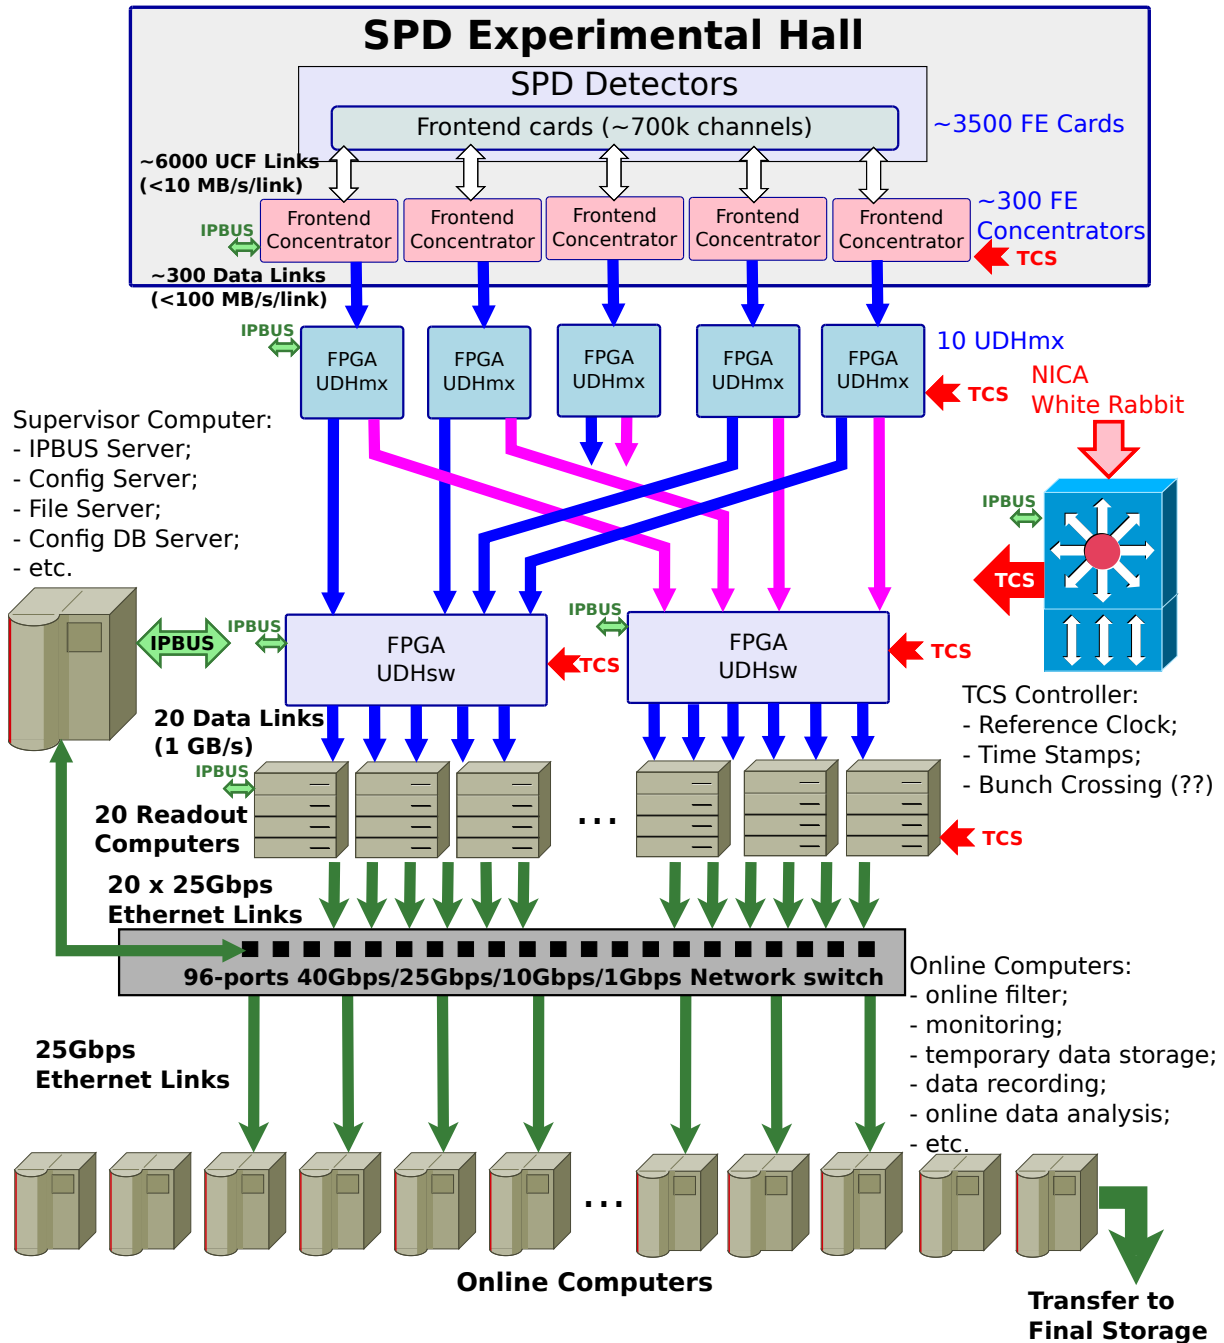 SPD Experimental Hall
SPD Detectors
Frontend cards (~700k channels)
~3500 FE Cards
~6000 UCF Links
(<10 MB/s/link)
Frontend
Concentrator
Frontend
Concentrator
Frontend
Concentrator
Frontend
Concentrator
Frontend
Concentrator
~300 FE
Concentrators
IPBUS
TCS
~300 Data Links
(<100 MB/s/link)
IPBUS
FPGA
UDHmx
FPGA
UDHmx
FPGA
UDHmx
FPGA
UDHmx
FPGA
UDHmx
10 UDHmx
TCS
NICA
White Rabbit
Supervisor Computer:
- IPBUS Server;
- Config Server;
- File Server;
- Config DB Server;
- etc.
IPBUS
TCS
IPBUS
IPBUS
FPGA
UDHsw
TCS
IPBUS
FPGA
UDHsw
TCS
TCS Controller:
- Reference Clock;
- Time Stamps;
- Bunch Crossing (??)
20 Data Links
(1 GB/s)
IPBUS
20 Readout
Computers
...
TCS
20 x 25Gbps
Ethernet Links
96-ports 40Gbps/25Gbps/10Gbps/1Gbps Network switch
Online Computers:
- online filter;
- monitoring;
- temporary data storage;
- data recording;
- online data analysis;
- etc.
25Gbps
Ethernet Links
...
Online Computers
Transfer to
Final Storage